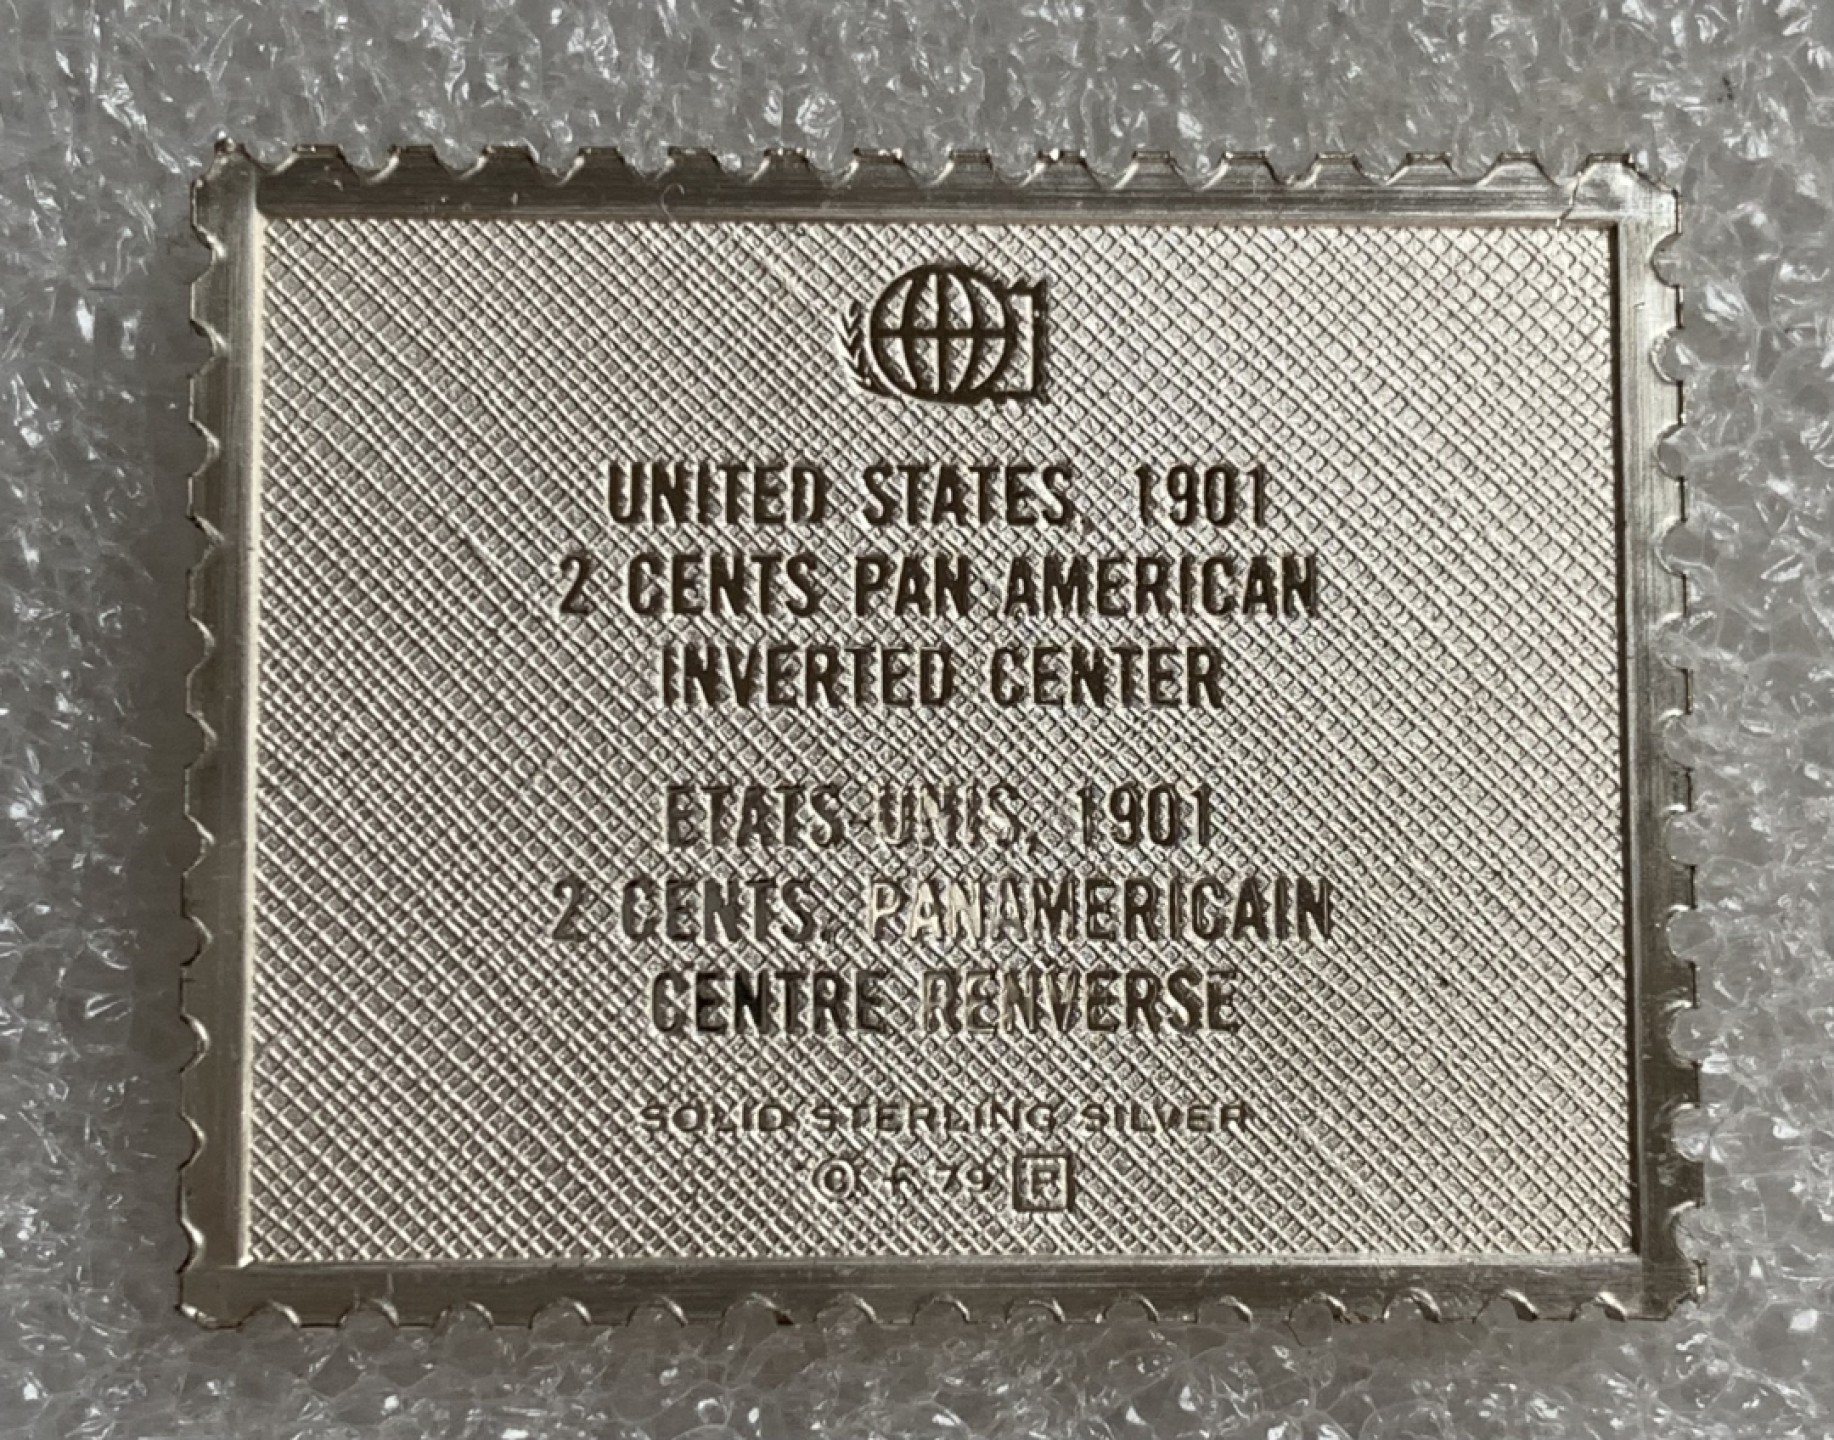 UNITED STATES, 1901
2 CENTS PAN AMERICAN
INVERTED CENTER
ETATS-UNIS, 1901
2 CENTS, PANAMERICAIN
CENTRE RENVERSE
SOLID STERLING SILVER
© F 79 P